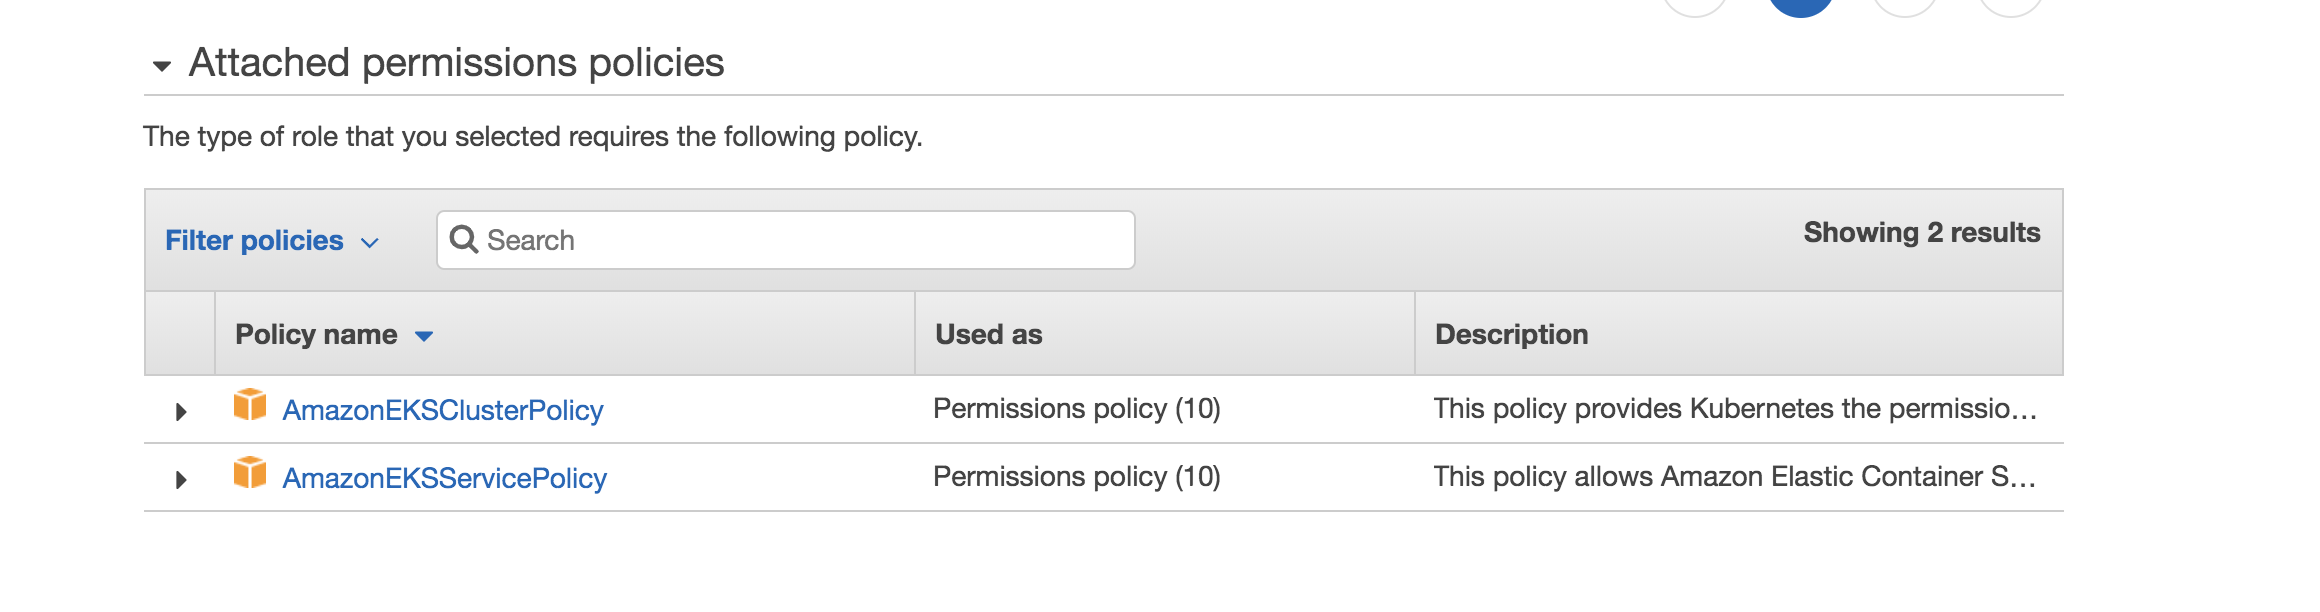 Attached permissions policies
The type of role that you selected requires the following policy.
Filter policies
Search
Showing 2 results
Policy name
Used as
Description
AmazonEKSClusterPolicy
Permissions policy (10)
This policy provides Kubernetes the permissio...
AmazonEKSServicePolicy
Permissions policy (10)
This policy allows Amazon Elastic Container S...